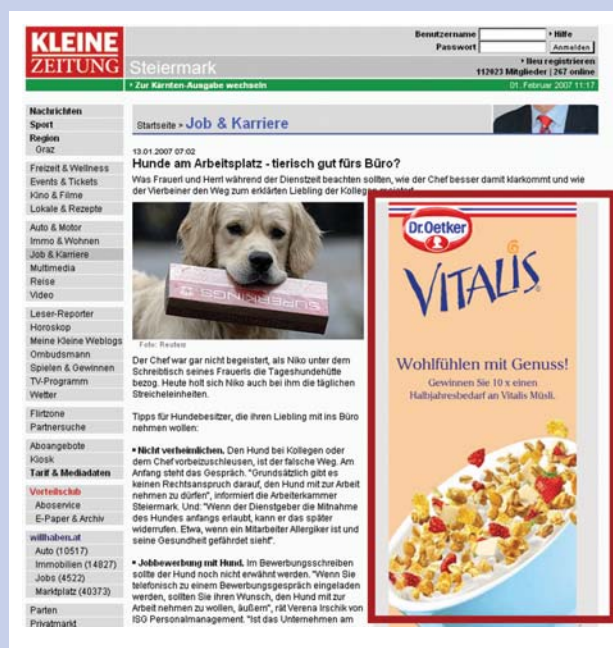 KLEINE
ZEITUNG
Steiermark
Benutzername
Hilfe
Passwort
Anmelden
Neu registrieren
112023 Mitglieder | 267 online
Zur Kärnten-Ausgabe wechseln
01. Februar 2007 11:17
Nachrichten
Sport
Region
Graz
Freizeit & Wellness
Events & Tickets
Kino & Filme
Lokale & Rezepte
Auto & Motor
Immo & Wohnen
Job & Karriere
Multimedia
Reise
Video
Leser-Reporter
Horoskop
Meine Kleine Weblogs
Ombudsmann
Spielen & Gewinnen
TV-Programm
Wetter
Flirtzone
Partnersuche
Aboangebote
Kiosk
Tarif & Mediadaten
Vorteilsclub
Aboservice
E-Paper & Archiv
willhaben.at
Auto (10517)
Immobilien (14827)
Jobs (4522)
Marktplatz (40373)
Parten
Privatmarkt
Startseite » Job & Karriere
13.01.2007 07:02
Hunde am Arbeitsplatz - tierisch gut fürs Büro?
Was Frauerl und Herrl während der Dienstzeit beachten sollten, wie der Chef besser damit klarkommt und wie
der Vierbeiner den Weg zum erklärten Liebling der Kollegen meistert.
SUPERKINGS
Foto: Reuters
Der Chef war gar nicht begeistert, als Niko unter dem
Schreibtisch seines Frauerls die Tageshundehütte
bezog. Heute holt sich Niko auch bei ihm die täglichen
Streicheleinheiten.
Tipps für Hundebesitzer, die ihren Liebling mit ins Büro
nehmen wollen:
▪ Nicht verheimlichen. Den Hund bei Kollegen oder
dem Chef vorbeizuschleusen, ist der falsche Weg. Am
Anfang steht das Gespräch. "Grundsätzlich gibt es
keinen Rechtsanspruch darauf, den Hund mit zur Arbeit
nehmen zu dürfen", informiert die Arbeiterkammer
Steiermark. Und: "Wenn der Dienstgeber die Mitnahme
des Hundes anfangs erlaubt, kann er das später
widerrufen. Etwa, wenn ein Mitarbeiter Allergiker ist und
seine Gesundheit gefährdet sieht".
▪ Jobbewerbung mit Hund. Im Bewerbungsschreiben
sollte der Hund noch nicht erwähnt werden. "Wenn Sie
telefonisch zu einem Bewerbungsgespräch eingeladen
werden, sollten Sie ihren Wunsch, den Hund mit zur
Arbeit nehmen zu wollen, äußern", rät Verena Irschik von
ISG Personalmanagement. "Ist das Unternehmen am
Dr.Oetker
VITALIS
Wohlfühlen mit Genuss!
Gewinnen Sie 10 x einen
Halbjahresbedarf an Vitalis Müsli.